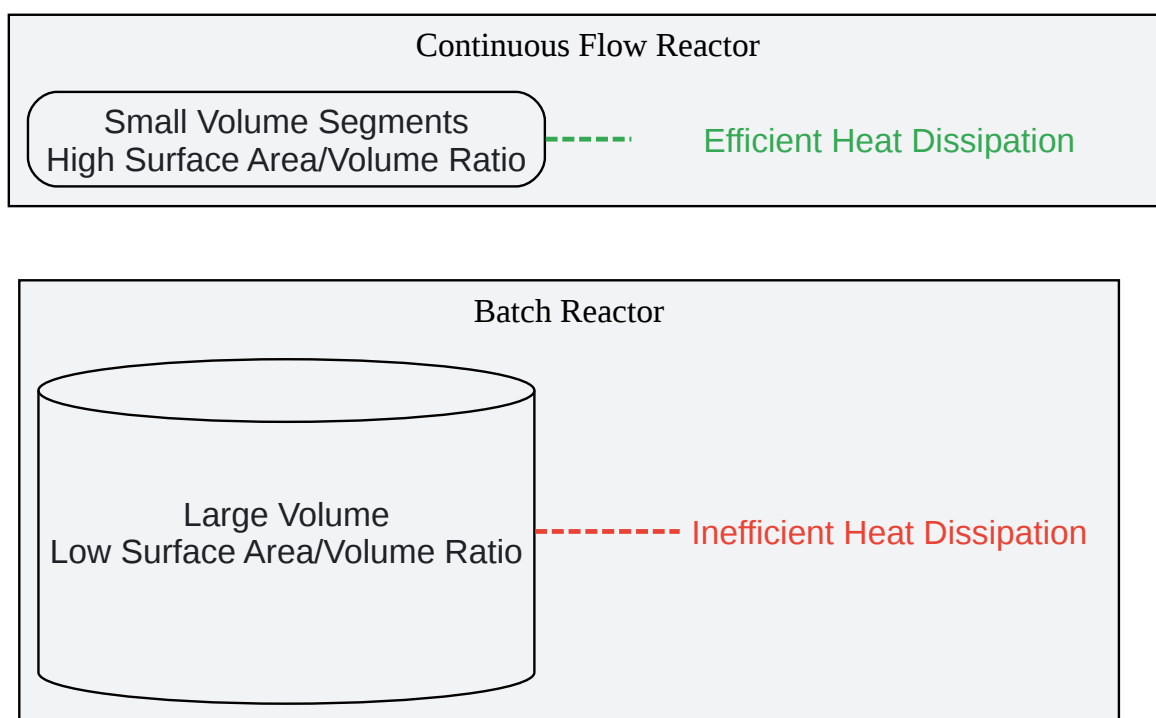 Continuous Flow Reactor
Small Volume Segments
High Surface Area/Volume Ratio
Efficient Heat Dissipation
Batch Reactor
Large Volume
Low Surface Area/Volume Ratio
Inefficient Heat Dissipation